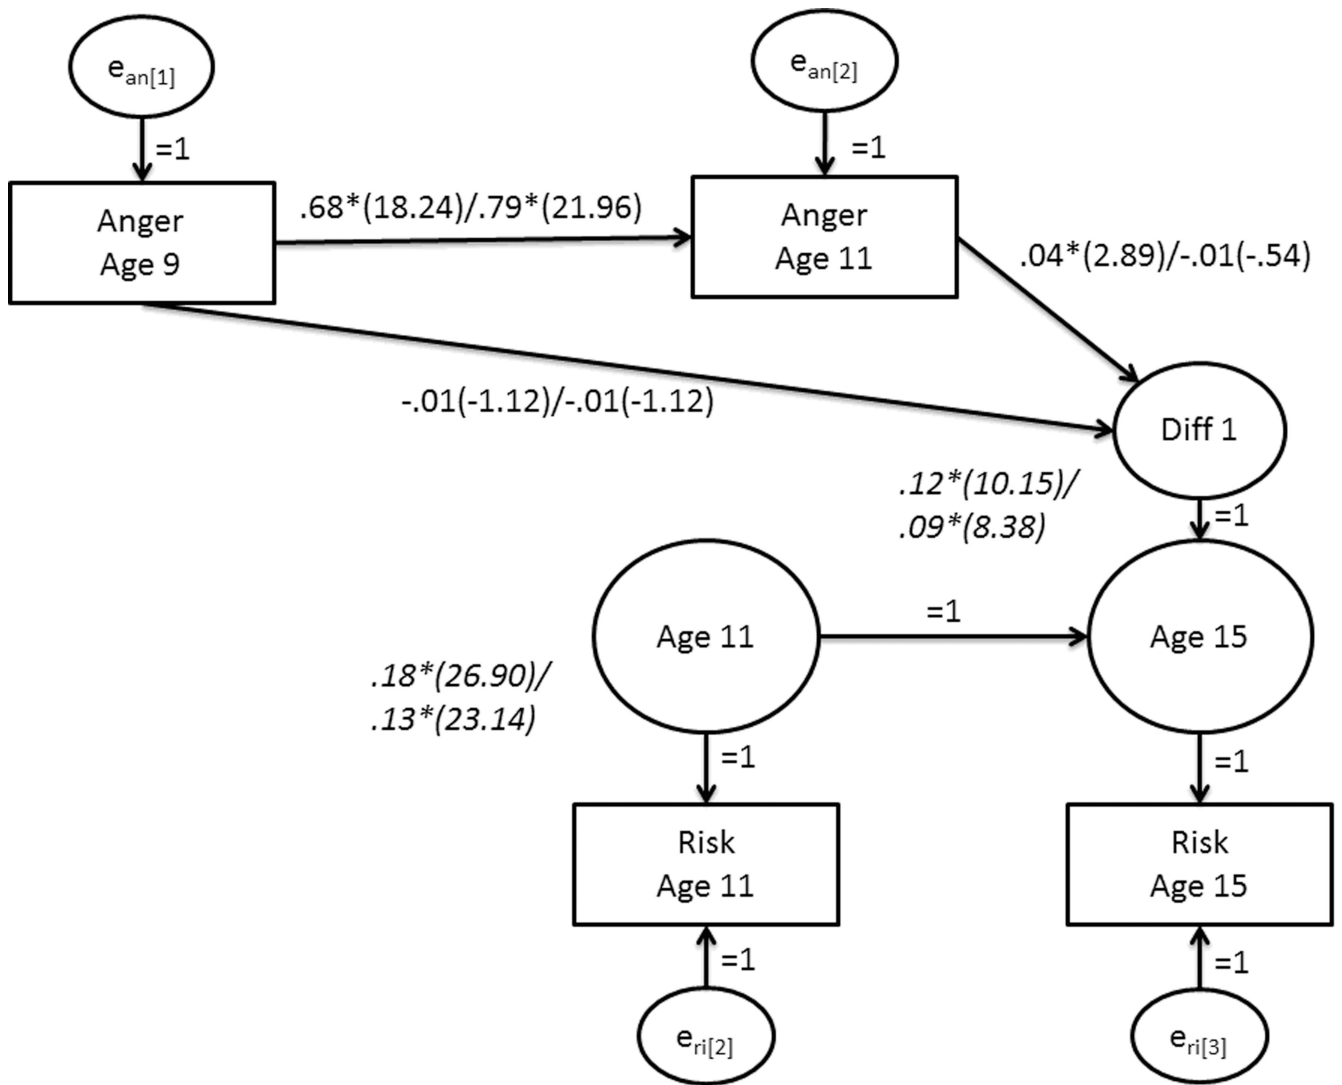 e_an[1]
e_an[2]
=1
=1
Anger
Age 9
.68*(18.24)/.79*(21.96)
Anger
Age 11
.04*(2.89)/-.01(-.54)
-.01(-1.12)/-.01(-1.12)
Diff 1
.12*(10.15)/
.09*(8.38)
=1
Age 11
=1
Age 15
.18*(26.90)/
.13*(23.14)
=1
=1
Risk
Age 11
Risk
Age 15
=1
=1
e_ri[2]
e_ri[3]